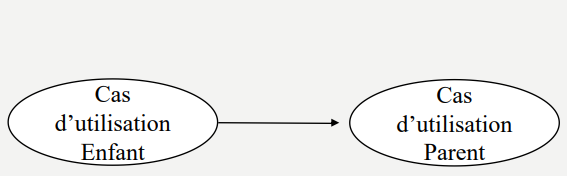 Cas
d’utilisation
Enfant
Cas
d’utilisation
Parent